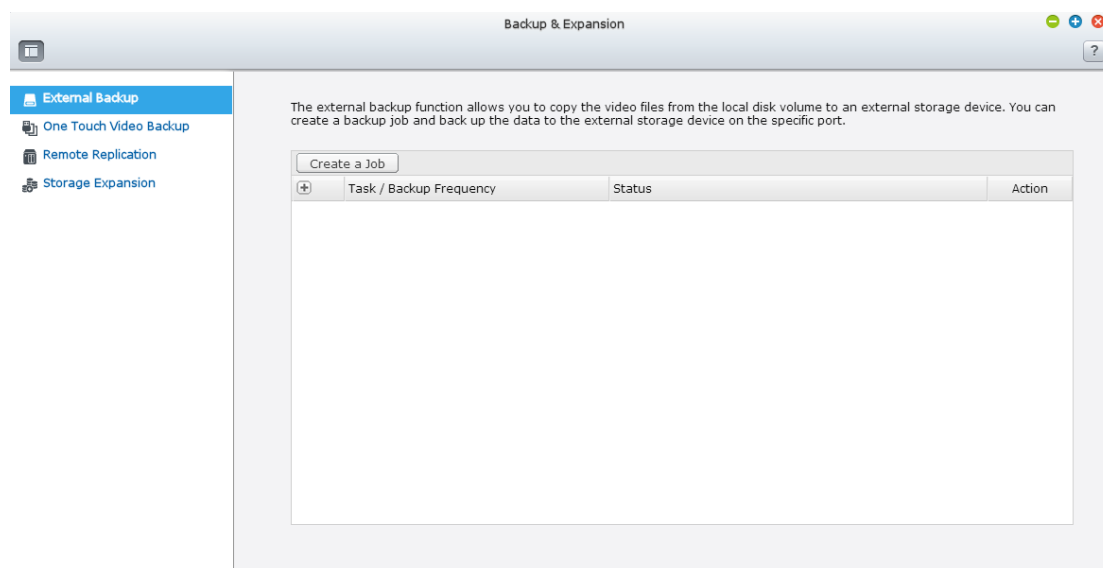 Backup & Expansion
?
External Backup
One Touch Video Backup
Remote Replication
Storage Expansion
The external backup function allows you to copy the video files from the local disk volume to an external storage device. You can
create a backup job and back up the data to the external storage device on the specific port.
Create a Job
Task / Backup Frequency Status Action